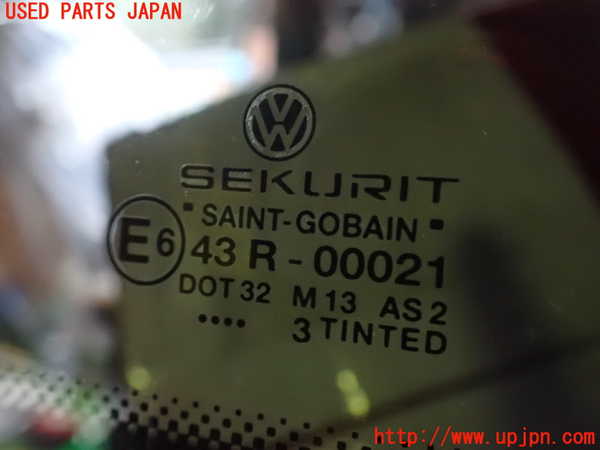 USED PARTS JAPAN
VW
SEKURIT
SAINT-GOBAIN
E6 43 R - 00021
DOT 32 M 13 AS 2
.... 3 TINTED
http://www.upjpn.com/